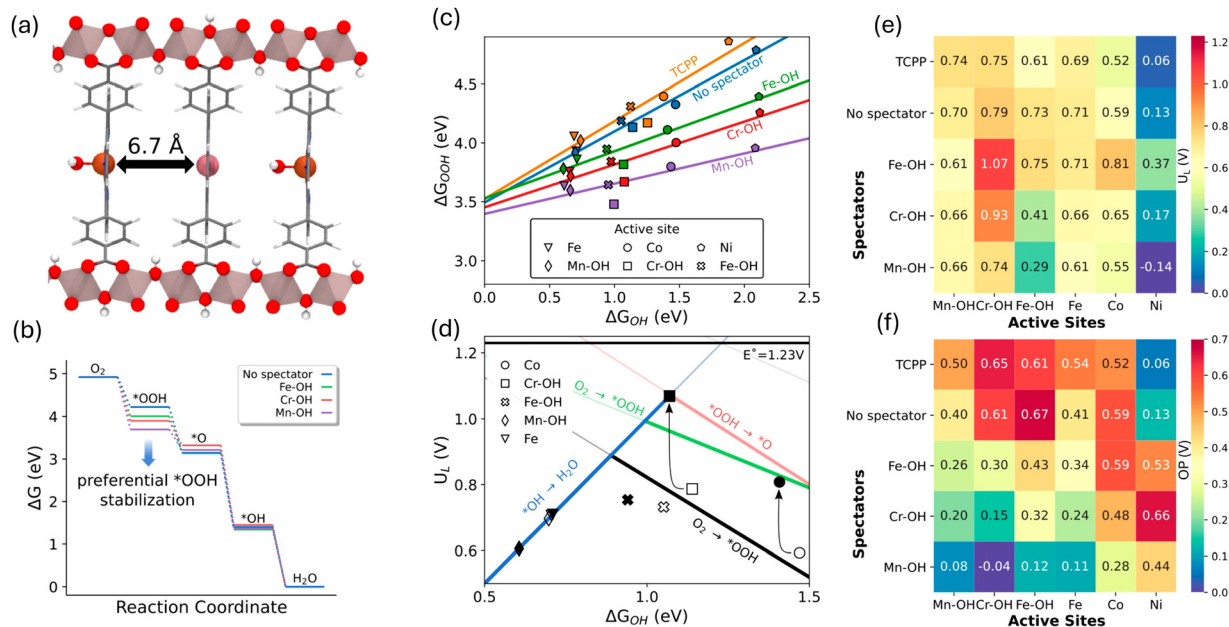 (a)
6.7 Å
(b)
ΔG (eV)
5
4
3
2
1
0
O₂
*OOH
*O
*OH
H₂O
preferential *OOH
stabilization
No spectator
Fe-OH
Cr-OH
Mn-OH
Reaction Coordinate
(c)
ΔG_OOH (eV)
4.5
4.0
3.5
3.0
TCPP
No spectator
Fe-OH
Cr-OH
Mn-OH
Active site
Fe
Co
Ni
Mn-OH
Cr-OH
Fe-OH
0.0 0.5 1.0 1.5 2.0 2.5
ΔG_OH (eV)
(d)
U_L (V)
1.2
1.0
0.8
0.6
E°=1.23V
Co
Cr-OH
Fe-OH
Mn-OH
Fe
O₂ → *OOH
*OOH → *O
*OH → H₂O
O₂ → *OOH
0.5 1.0 1.5
ΔG_OH (eV)
(e)
Spectators
TCPP 0.74 0.75 0.61 0.69 0.52 0.06
No spectator 0.70 0.79 0.73 0.71 0.59 0.13
Fe-OH 0.61 1.07 0.75 0.71 0.81 0.37
Cr-OH 0.66 0.93 0.41 0.66 0.65 0.17
Mn-OH 0.66 0.74 0.29 0.61 0.55 -0.14
Mn-OH Cr-OH Fe-OH Fe Co Ni
Active Sites
U_L (V)
1.2
1.0
0.8
0.6
0.4
0.2
0.0
(f)
Spectators
TCPP 0.50 0.65 0.61 0.54 0.52 0.06
No spectator 0.40 0.61 0.67 0.41 0.59 0.13
Fe-OH 0.26 0.30 0.43 0.34 0.59 0.53
Cr-OH 0.20 0.15 0.32 0.24 0.48 0.66
Mn-OH 0.08 -0.04 0.12 0.11 0.28 0.44
Mn-OH Cr-OH Fe-OH Fe Co Ni
Active Sites
OP (V)
0.7
0.6
0.5
0.4
0.3
0.2
0.1
0.0